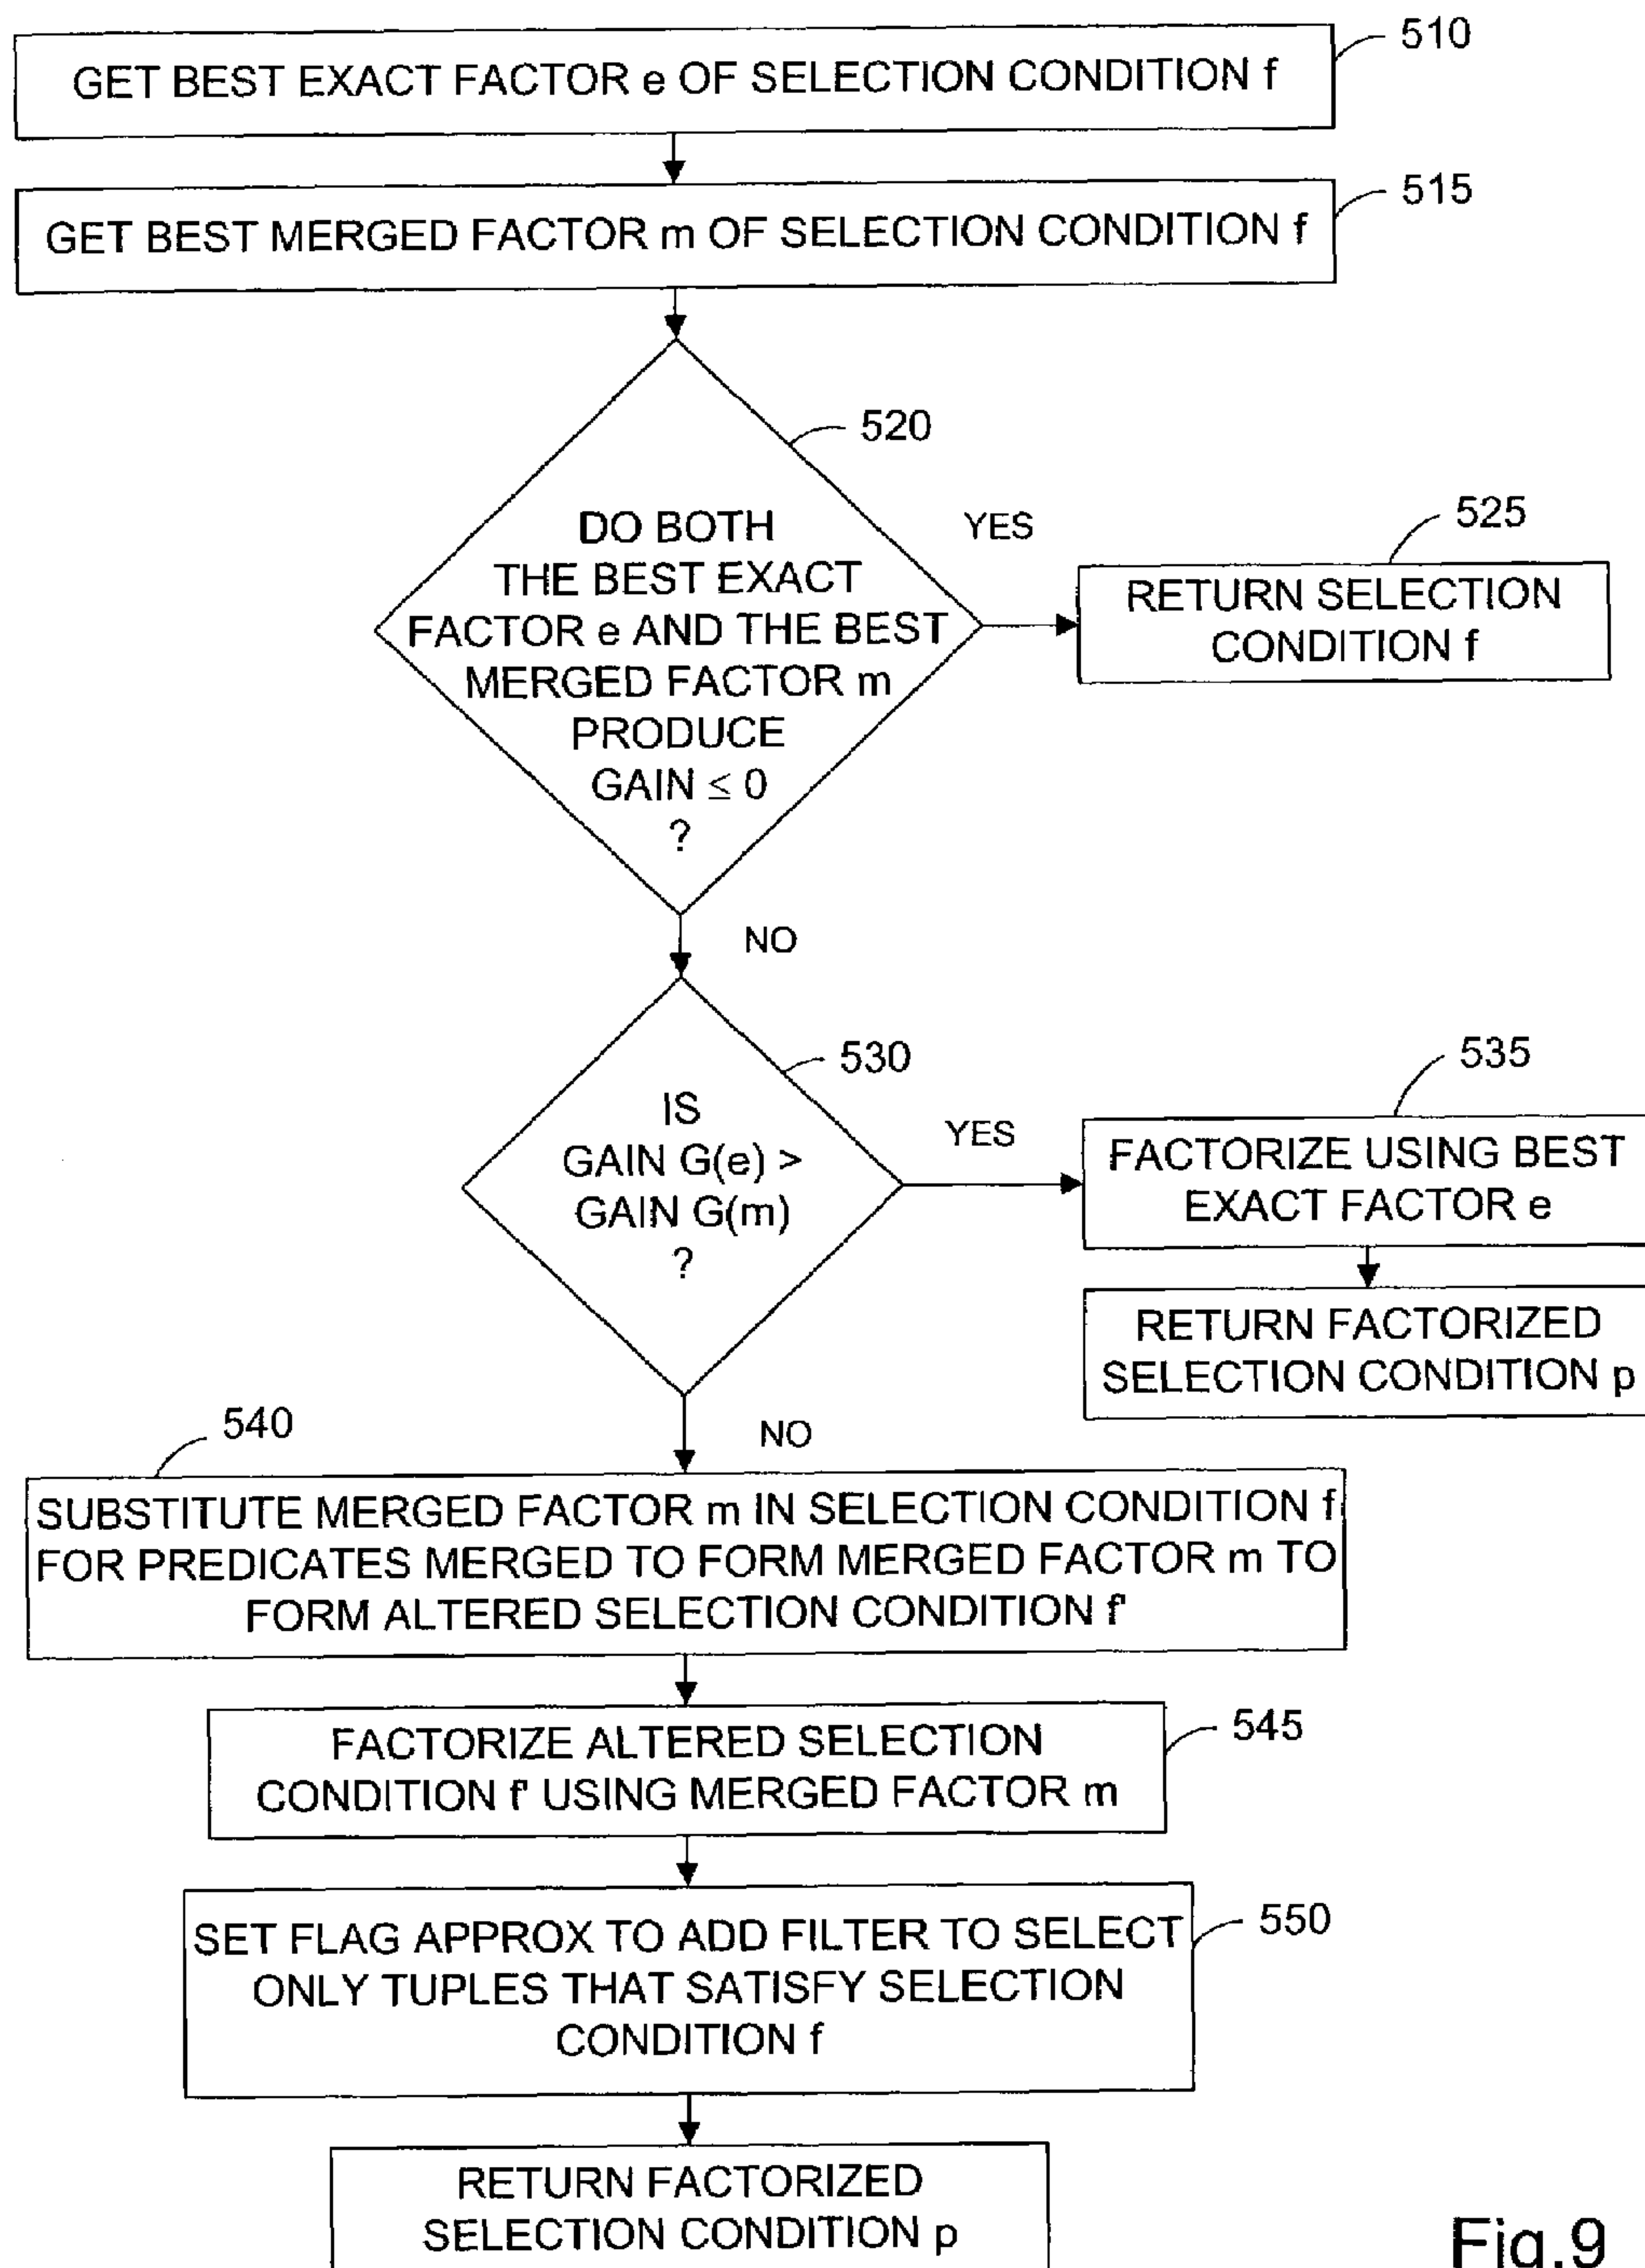 510
GET BEST EXACT FACTOR e OF SELECTION CONDITION f
515
GET BEST MERGED FACTOR m OF SELECTION CONDITION f
520
DO BOTH
THE BEST EXACT
FACTOR e AND THE BEST
MERGED FACTOR m
PRODUCE
GAIN ≤ 0
?
YES
525
RETURN SELECTION
CONDITION f
NO
530
IS
GAIN G(e) >
GAIN G(m)
?
YES
535
FACTORIZE USING BEST
EXACT FACTOR e
RETURN FACTORIZED
SELECTION CONDITION p
NO
540
SUBSTITUTE MERGED FACTOR m IN SELECTION CONDITION f
FOR PREDICATES MERGED TO FORM MERGED FACTOR m TO
FORM ALTERED SELECTION CONDITION f'
545
FACTORIZE ALTERED SELECTION
CONDITION f' USING MERGED FACTOR m
550
SET FLAG APPROX TO ADD FILTER TO SELECT
ONLY TUPLES THAT SATISFY SELECTION
CONDITION f
RETURN FACTORIZED
SELECTION CONDITION p
Fig.9